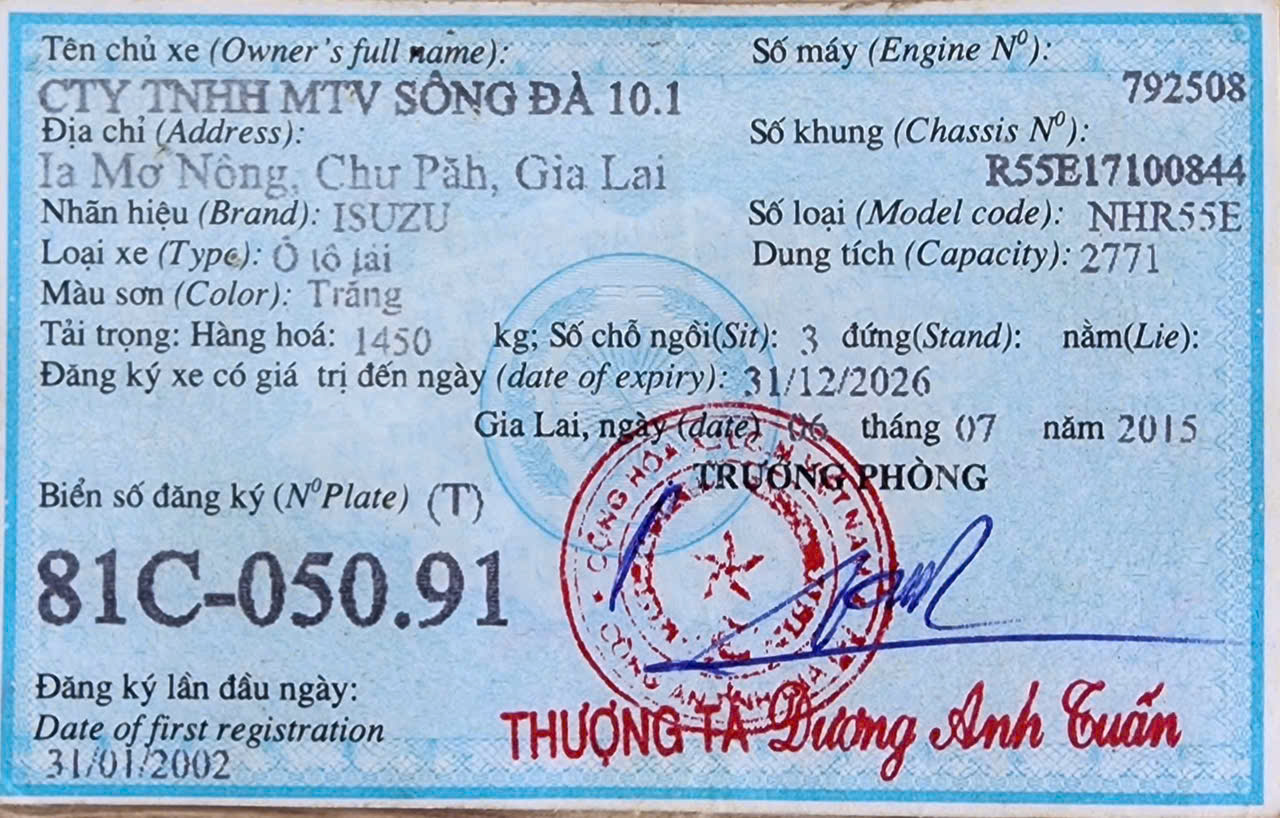 Tên chủ xe (Owner's full name):
CTY TNHH MTV SÔNG ĐÀ 10.1
Địa chỉ (Address):
Ia Mơ Nông, Chư Păh, Gia Lai
Nhãn hiệu (Brand): ISUZU
Loại xe (Type): Ô tô tải
Màu sơn (Color): Trắng
Số máy (Engine Nº):
792508
Số khung (Chassis Nº):
R55E17100844
Số loại (Model code): NHR55E
Dung tích (Capacity): 2771
Tải trọng: Hàng hoá: 1450 kg; Số chỗ ngồi(Sit): 3 đứng(Stand): nằm(Lie):
Đăng ký xe có giá trị đến ngày (date of expiry): 31/12/2026
Gia Lai, ngày (date) 06 tháng 07 năm 2015
TRƯỞNG PHÒNG
Biển số đăng ký (NºPlate) (T)
81C-050.91
Đăng ký lần đầu ngày:
Date of first registration
31/01/2002
THƯỢNG TÁ Dương Anh Tuấn